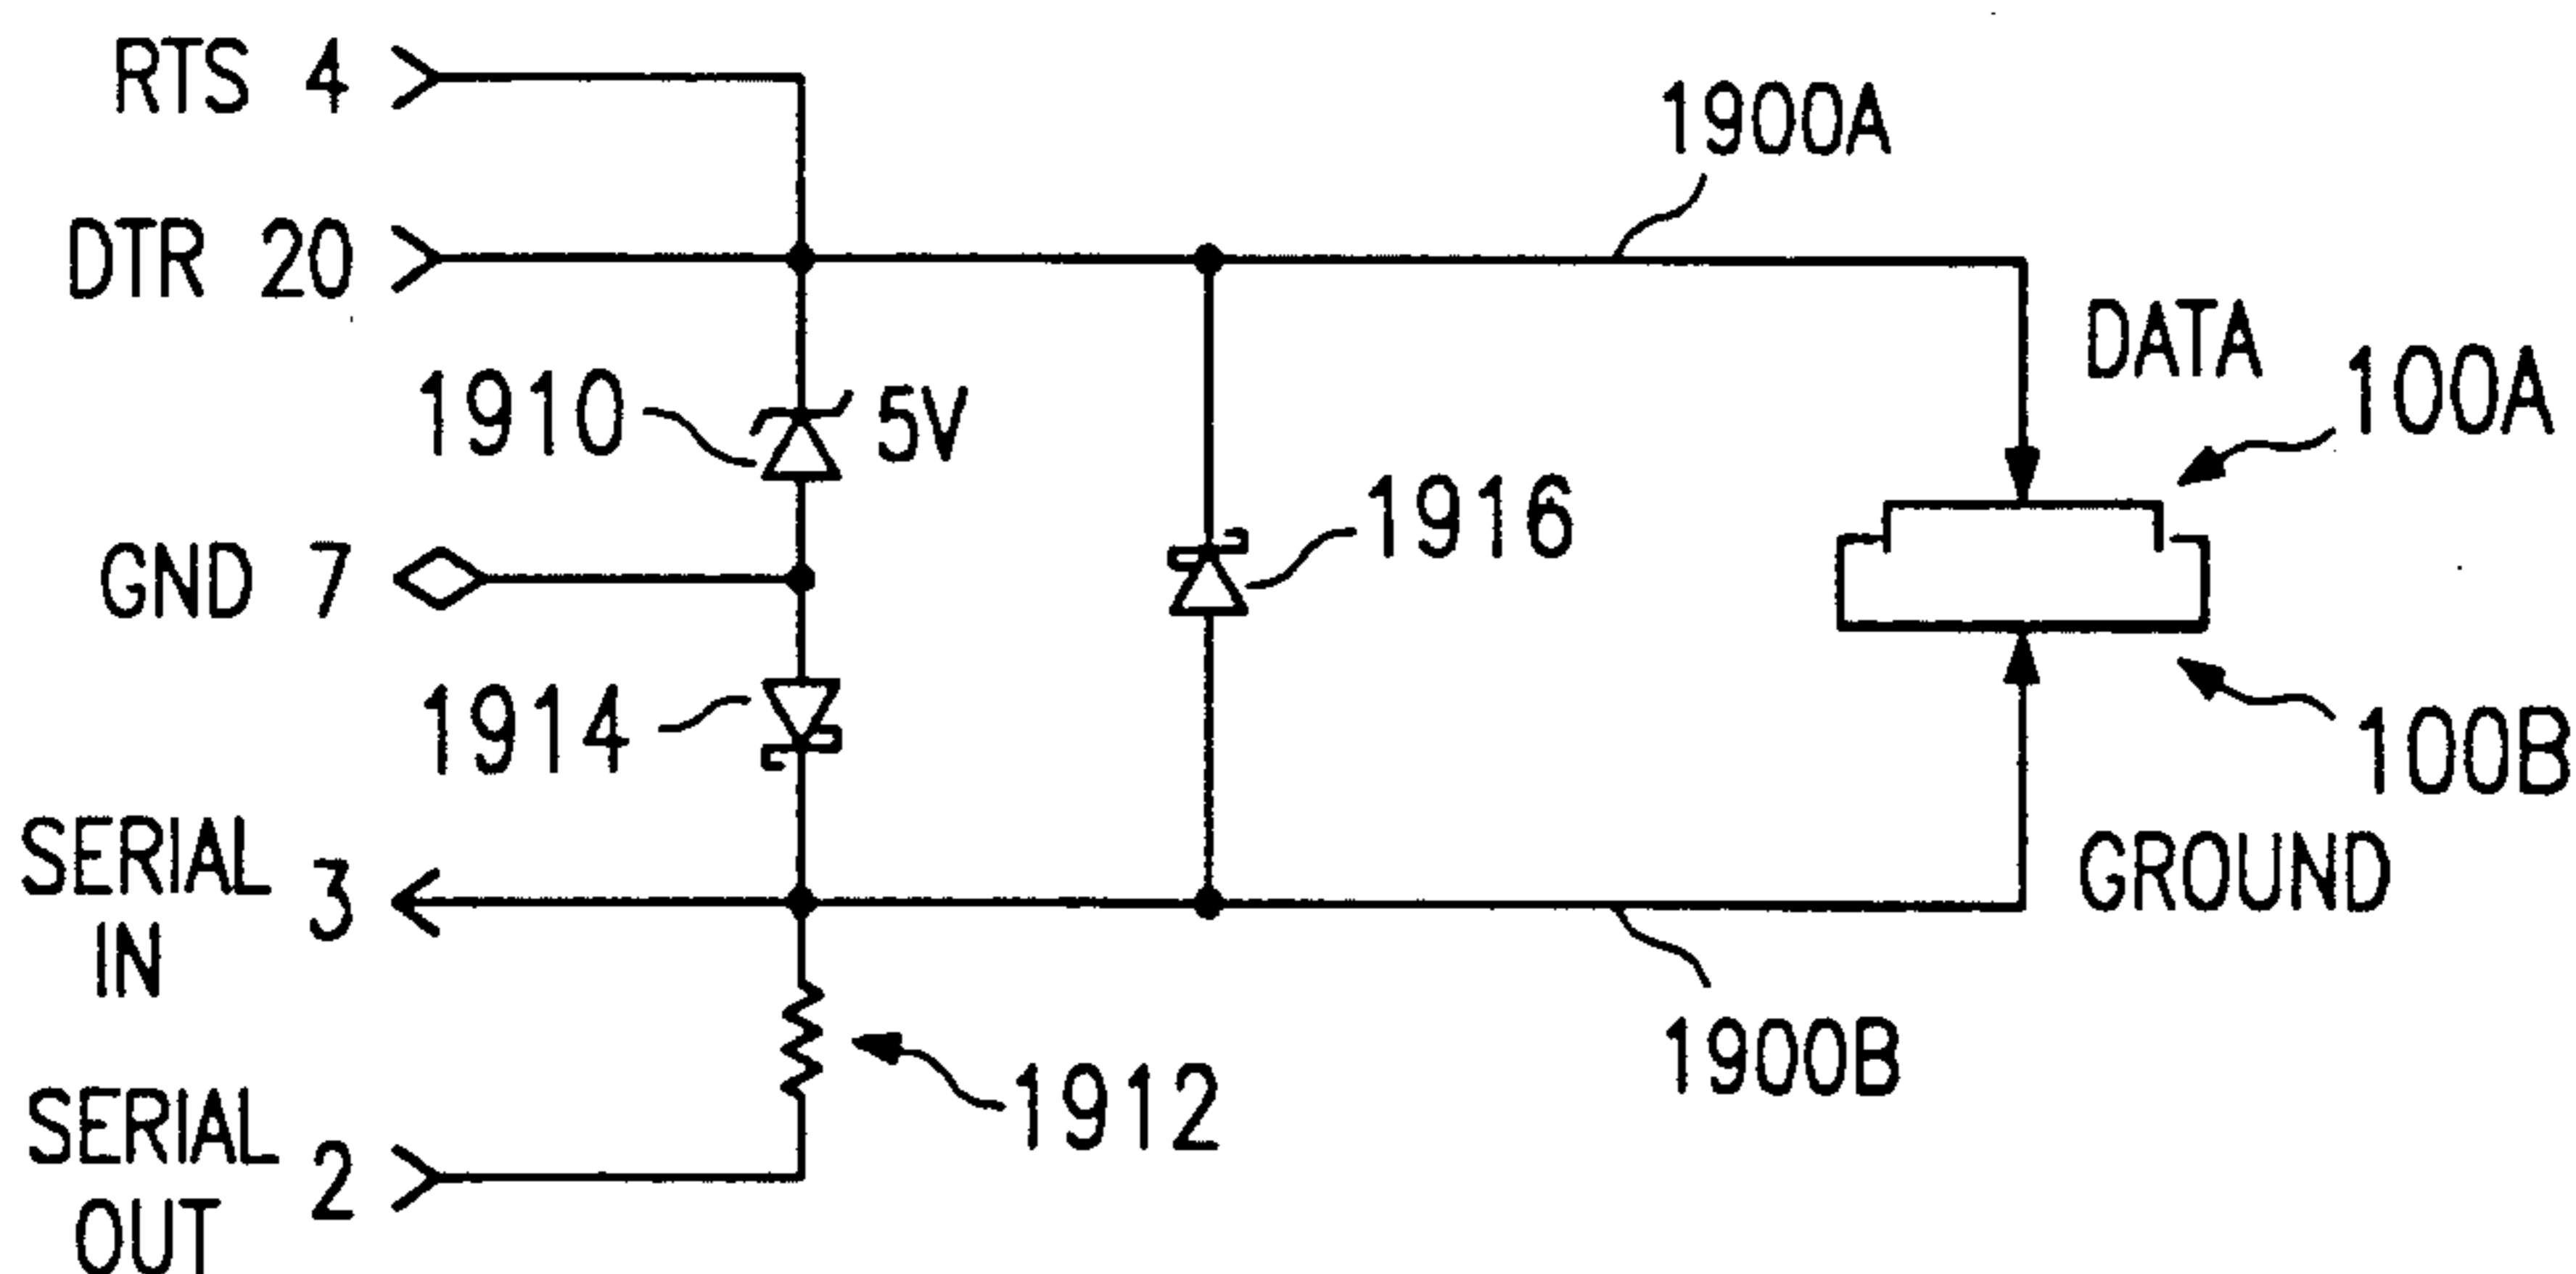 RTS 4
1900A
DTR 20
DATA
100A
1910
5V
1916
GND 7
1914
100B
SERIAL IN 3
GROUND
1900B
1912
SERIAL OUT 2